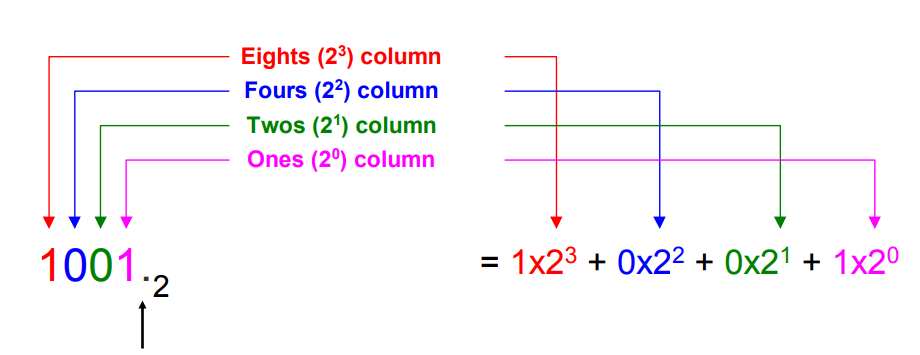 Eights (2³) column
Fours (2²) column
Twos (2¹) column
Ones (2⁰) column
1001.₂ = 1x2³ + 0x2² + 0x2¹ + 1x2⁰